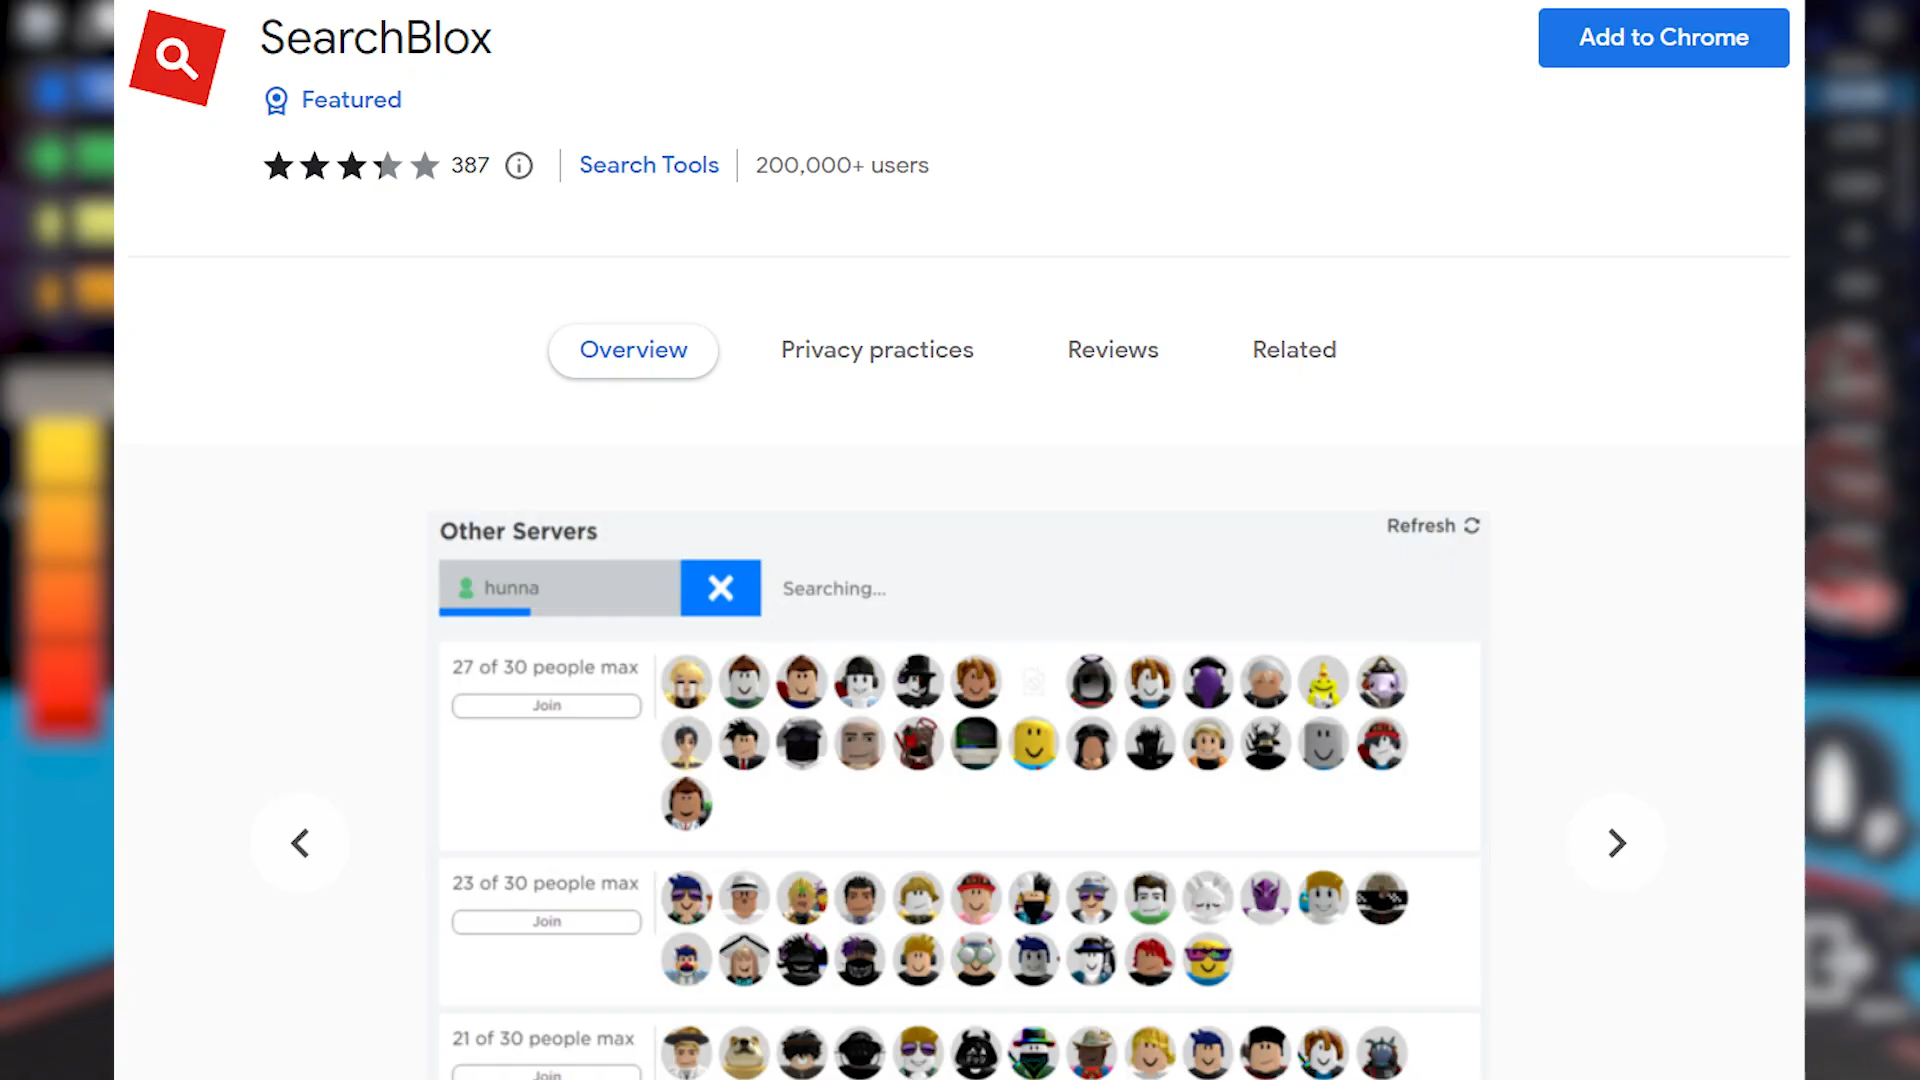 SearchBlox
Add to Chrome
Featured
387
Search Tools
200,000+ users
Overview
Privacy practices
Reviews
Related
Other Servers
Refresh
hunna
Searching...
27 of 30 people max
Join
23 of 30 people max
Join
21 of 30 people max
Join